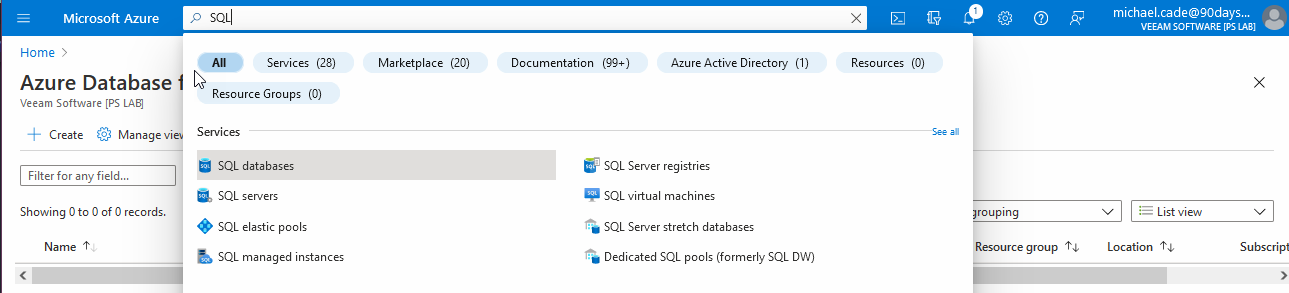 Microsoft Azure
SQL
1
michael.cade@90days...
VEEAM SOFTWARE [PS LAB]
Home
All
Services (28)
Marketplace (20)
Documentation (99+)
Azure Active Directory (1)
Resources (0)
Resource Groups (0)
Azure Database f
Veeam Software [PS LAB]
Create
Manage view
Services
See all
SQL databases
SQL Server registries
Filter for any field...
SQL servers
SQL virtual machines
Showing 0 to 0 of 0 records.
grouping
List view
SQL elastic pools
SQL Server stretch databases
Name
Resource group
Location
Subscript
SQL managed instances
Dedicated SQL pools (formerly SQL DW)